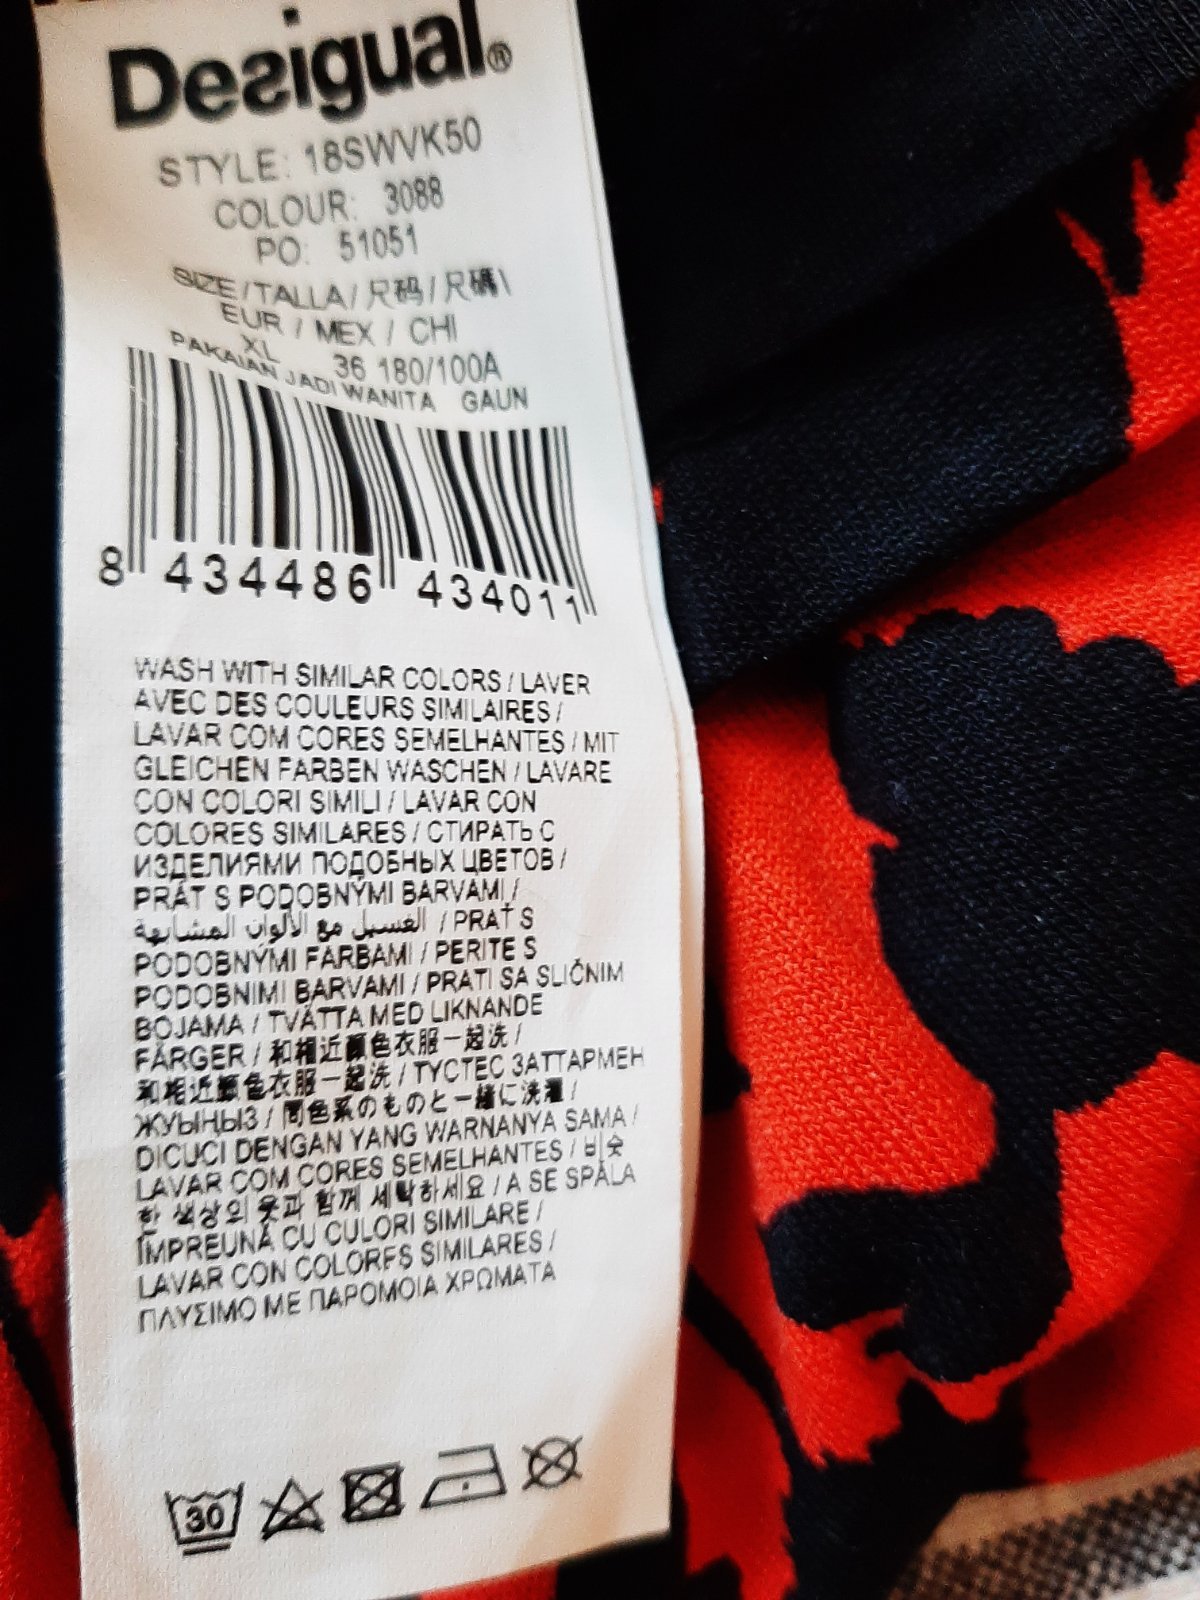 Desigual®
STYLE: 18SWVK50
COLOUR: 3088
PO: 51051
SIZE/TALLA/尺码/尺碼\
EUR / MEX / CHI
XL 36 180/100A
PAKAIAN JADI WANITA GAUN
8 434486 434011
WASH WITH SIMILAR COLORS / LAVER
AVEC DES COULEURS SIMILAIRES /
LAVAR COM CORES SEMELHANTES / MIT
GLEICHEN FARBEN WASCHEN / LAVARE
CON COLORI SIMILI / LAVAR CON
COLORES SIMILARES / СТИРАТЬ С
ИЗДЕЛИЯМИ ПОДОБНЫХ ЦВЕТОВ /
PRÁT S PODOBNÝMI BARVAMI /
الغسيل مع الألوان المشابهة / PRAŤ S
PODOBNÝMI FARBAMI / PERITE S
PODOBNIMI BARVAMI / PRATI SA SLIČNIM
BOJAMA / TVÄTTA MED LIKNANDE
FÄRGER / 和相近颜色衣服一起洗 /
和相近顏色衣服一起洗 / ТҮСТЕС ЗАТТАРМЕН
ЖУЫҢЫЗ / 同色系のものと一緒に洗濯 /
DICUCI DENGAN YANG WARNANYA SAMA /
LAVAR COM CORES SEMELHANTES / 비슷
한 색상의 옷과 함께 세탁하세요 / A SE SPĂLA
ÎMPREUNĂ CU CULORI SIMILARE /
LAVAR CON COLORES SIMILARES /
ΠΛΥΣΙΜΟ ΜΕ ΠΑΡΟΜΟΙΑ ΧΡΩΜΑΤΑ
30